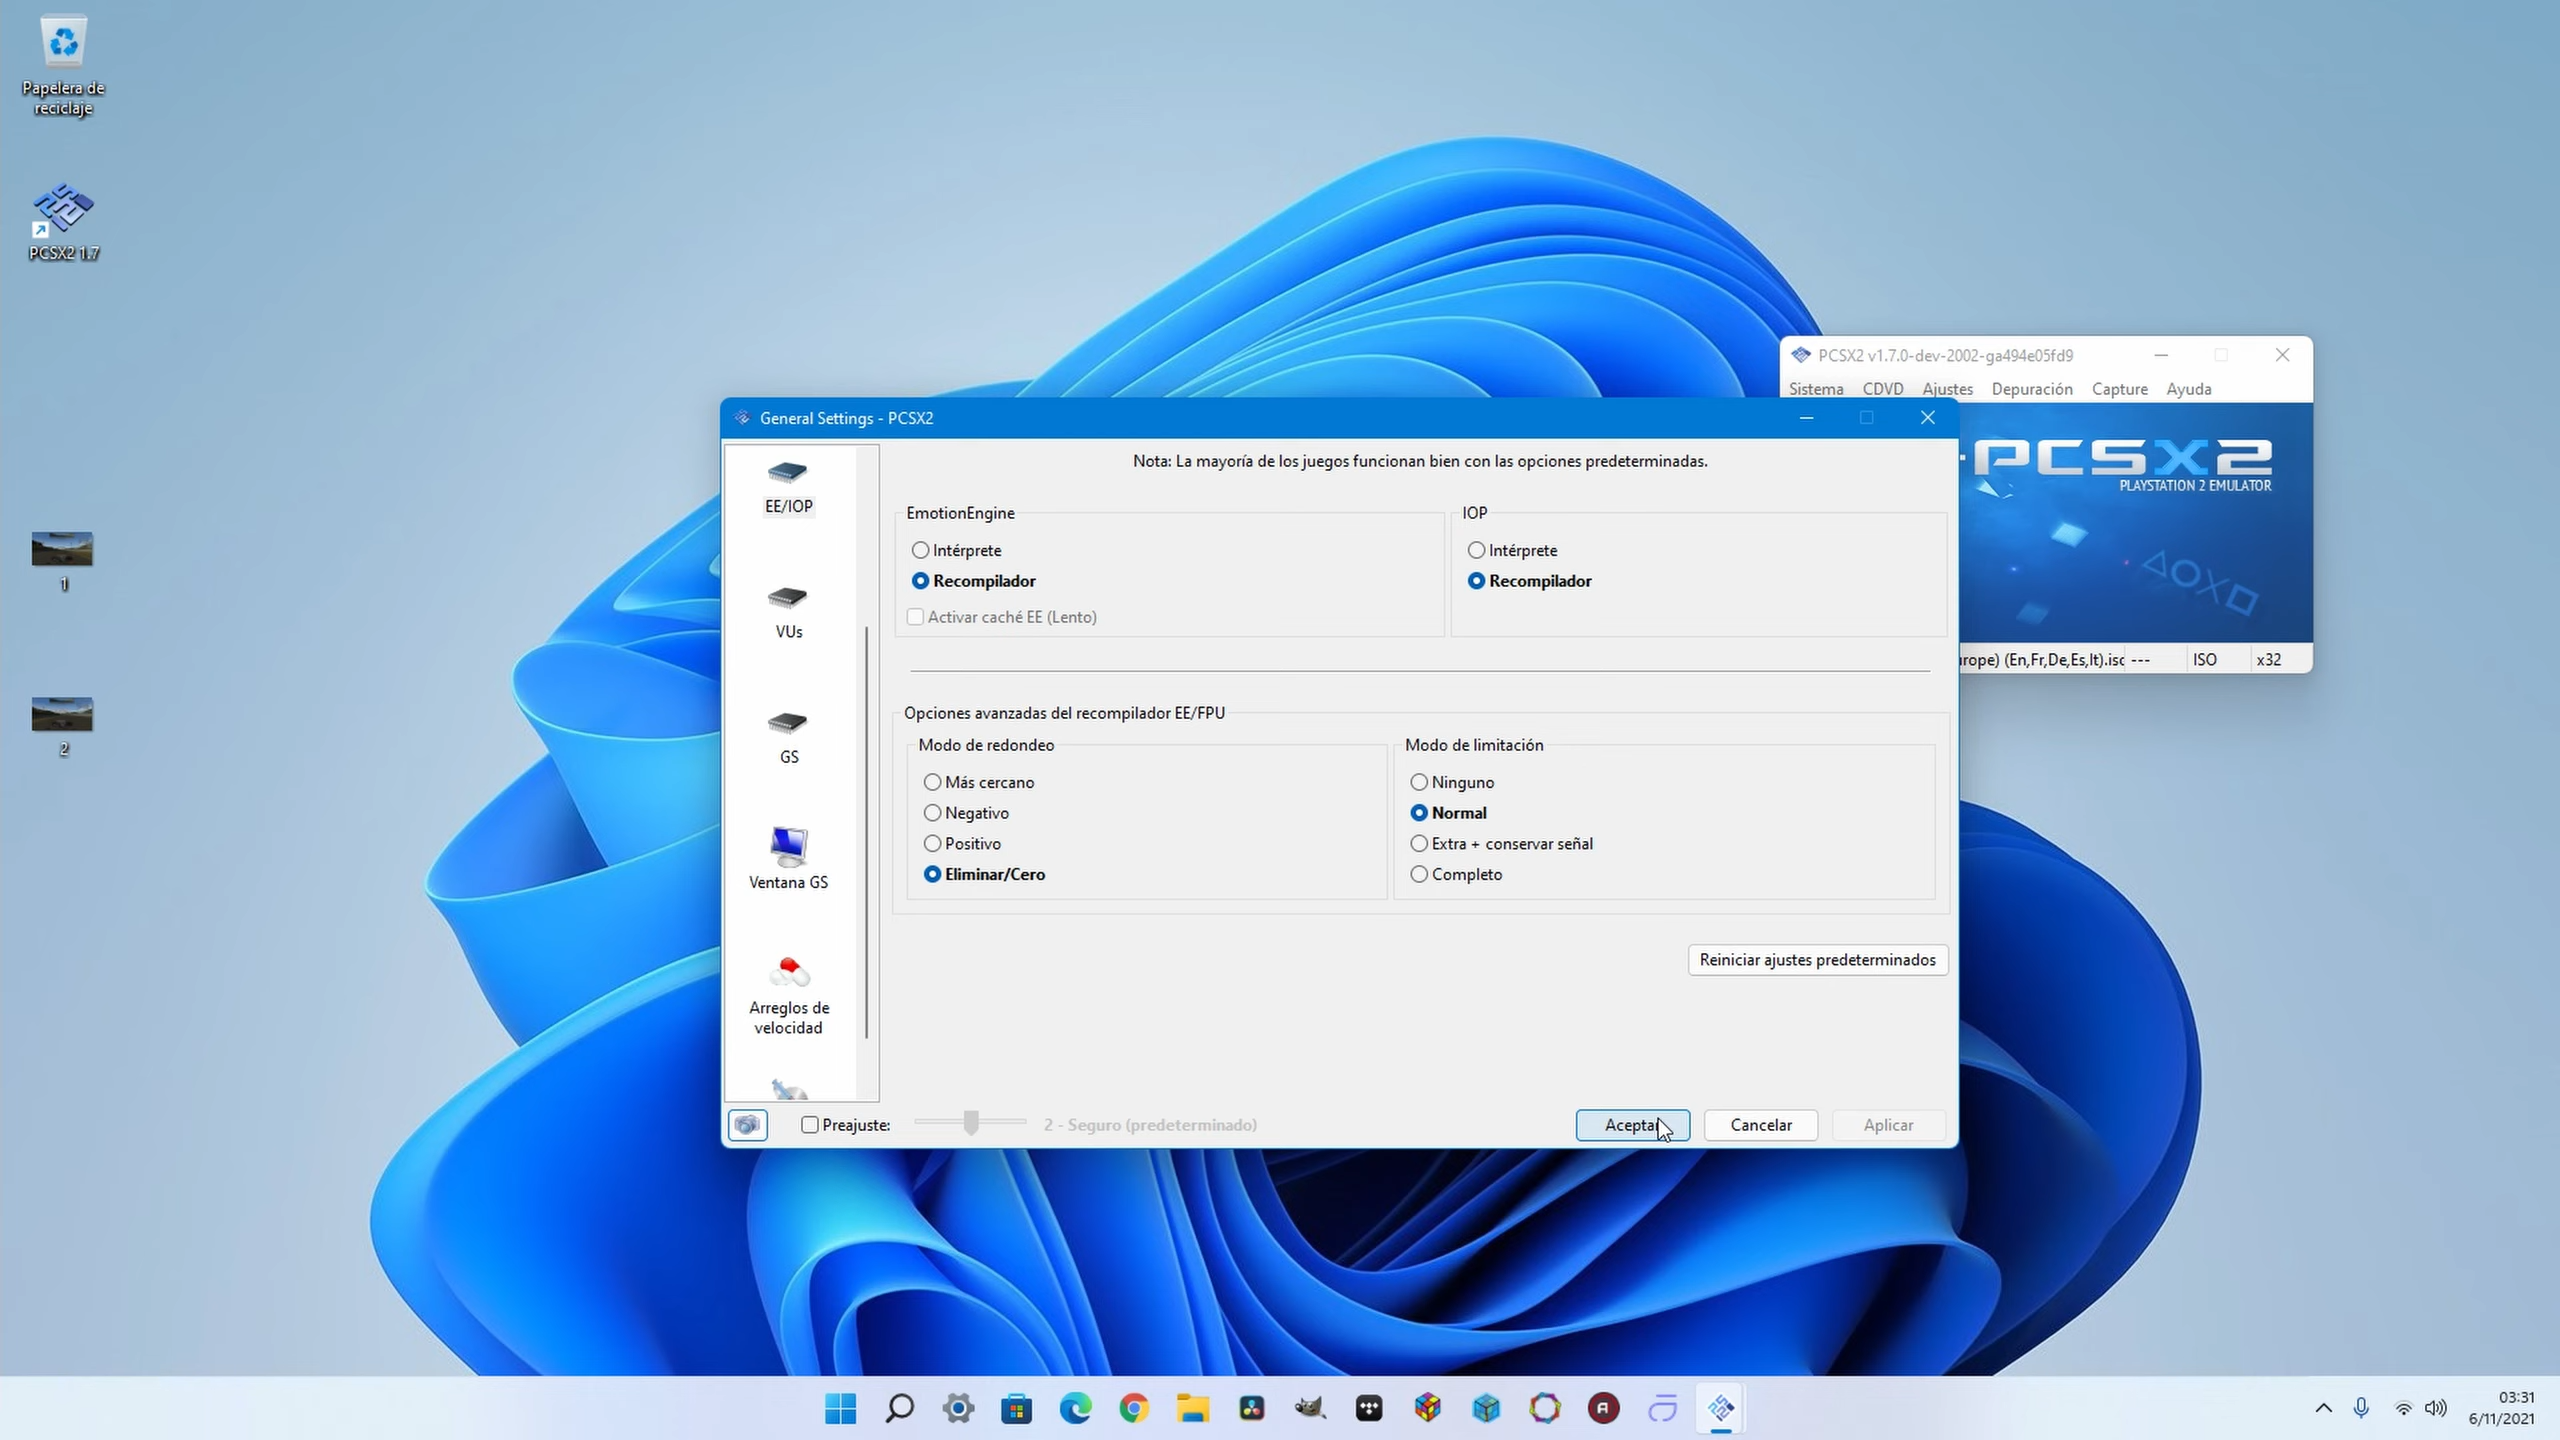 Papelera de
reciclaje
PCSX2 1.7
1
2
PCSX2 v1.7.0-dev-2002-ga494e05fd9
Sistema CDVD Ajustes Depuración Capture Ayuda
PCSX2
PLAYSTATION 2 EMULATOR
(En,Fr,De,Es,It).iso --- ISO x32
General Settings - PCSX2
EE/IOP
VUs
GS
Ventana GS
Arreglos de
velocidad
Nota: La mayoría de los juegos funcionan bien con las opciones predeterminadas.
EmotionEngine
Intérprete
Recompilador
Activar caché EE (Lento)
IOP
Intérprete
Recompilador
Opciones avanzadas del recompilador EE/FPU
Modo de redondeo
Más cercano
Negativo
Positivo
Eliminar/Cero
Modo de limitación
Ninguno
Normal
Extra + conservar señal
Completo
Reiniciar ajustes predeterminados
Preajuste: 2 - Seguro (predeterminado) Aceptar Cancelar Aplicar
03:31
6/11/2021